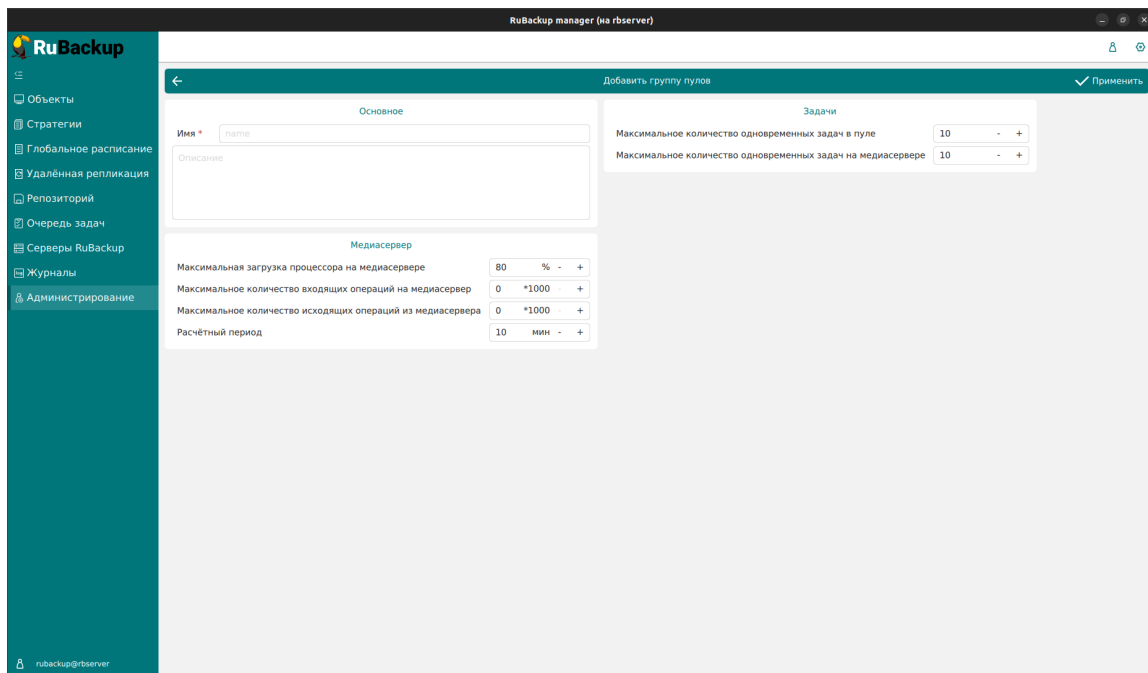 RuBackup manager (на rbserver)
RuBackup
Объекты
Стратегии
Глобальное расписание
Удалённая репликация
Репозиторий
Очередь задач
Серверы RuBackup
Журналы
Администрирование
rubackup@rbserver
Добавить группу пулов
Применить
Основное
Имя *
name
Описание
Медиасервер
Максимальная загрузка процессора на медиасервере 80 % - +
Максимальное количество входящих операций на медиасервер 0 *1000 - +
Максимальное количество исходящих операций из медиасервера 0 *1000 - +
Расчётный период 10 мин - +
Задачи
Максимальное количество одновременных задач в пуле 10 - +
Максимальное количество одновременных задач на медиасервере 10 - +